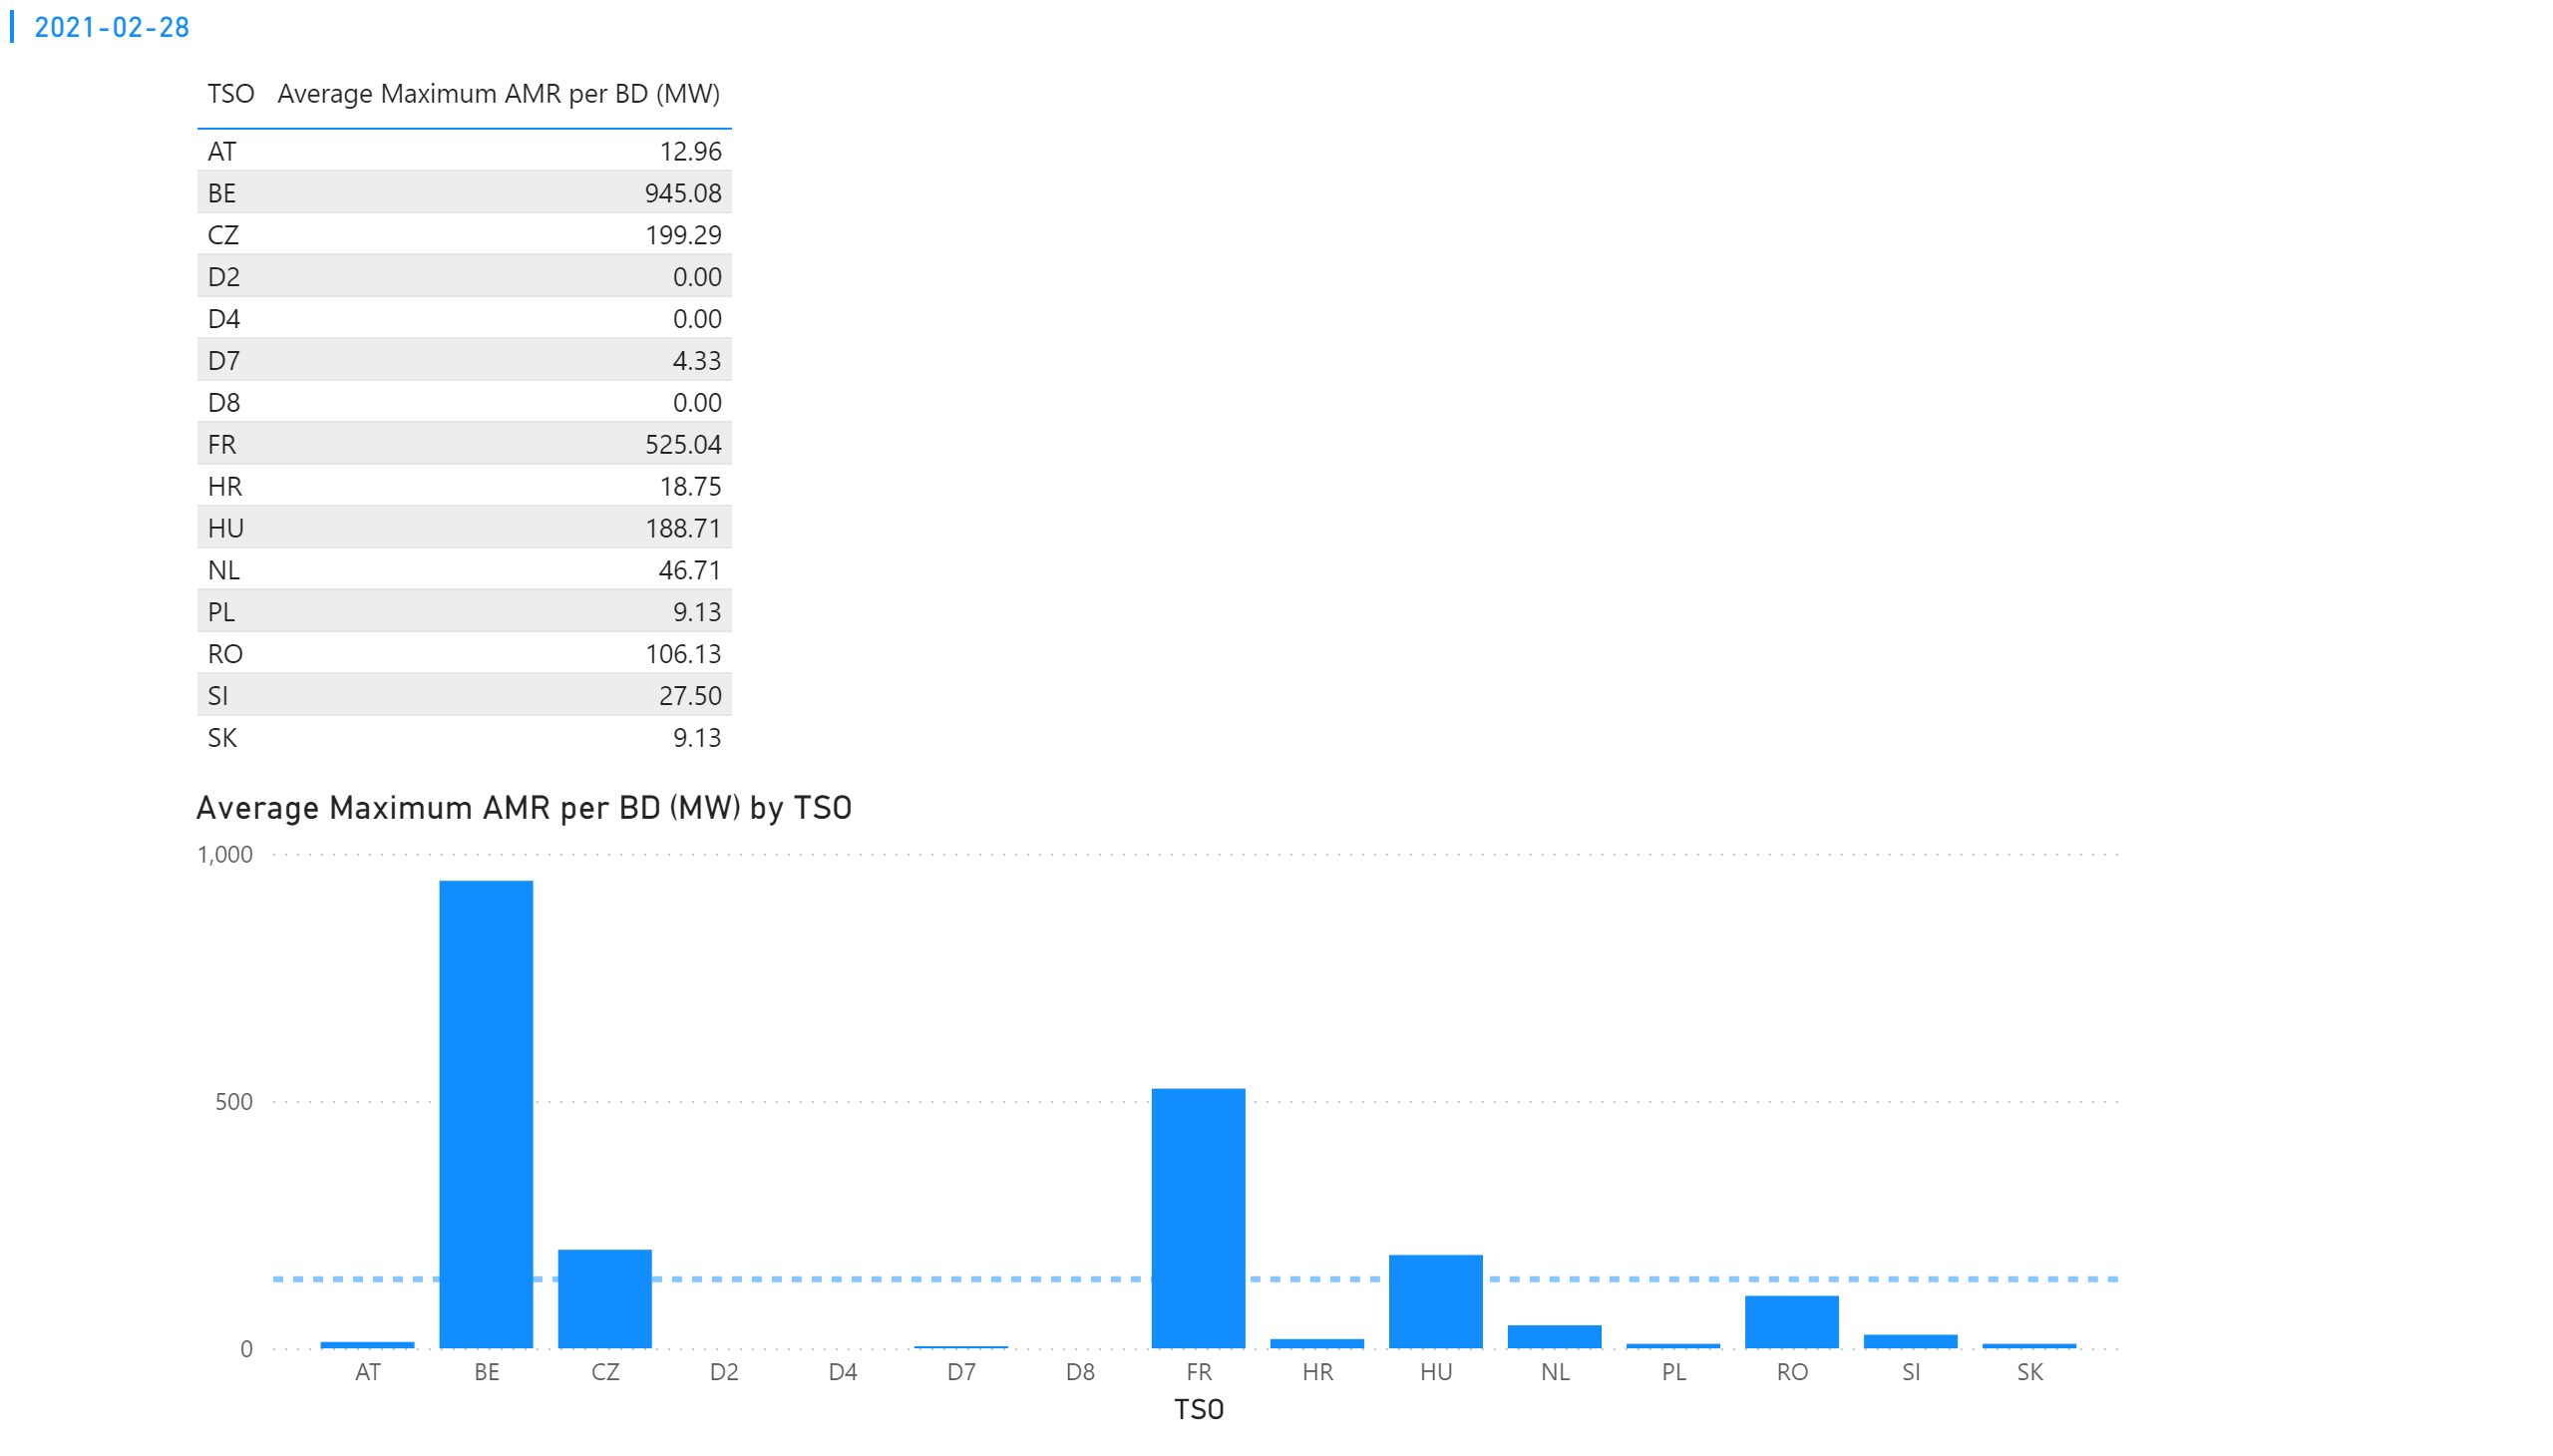 2021-02-28
TSO Average Maximum AMR per BD (MW)
AT 12.96
BE 945.08
CZ 199.29
D2 0.00
D4 0.00
D7 4.33
D8 0.00
FR 525.04
HR 18.75
HU 188.71
NL 46.71
PL 9.13
RO 106.13
SI 27.50
SK 9.13
Average Maximum AMR per BD (MW) by TSO
1,000
500
0
AT BE CZ D2 D4 D7 D8 FR HR HU NL PL RO SI SK
TSO